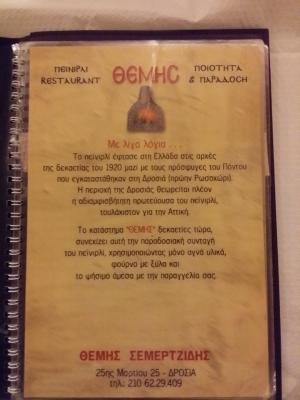 ΠΕΙΝΙΡΛΙ
RESTAURANT
ΘΕΜΗΣ
ΠΟΙΟΤΗΤΑ
& ΠΑΡΑΔΟΣΗ
Με λίγα λόγια . . .
Το πεϊνιρλί έφτασε στη Ελλάδα στις αρχές
της δεκαετίας του 1920 μαζί με τους πρόσφυγες του Πόντου
που εγκαταστάθηκαν στη Δροσιά (πρώην Ρωσοχώρι).
Η περιοχή της Δροσιάς θεωρείται πλέον
η αδιαμφισβήτητη πρωτεύουσα του πεϊνιρλί,
τουλάχιστον για την Αττική.
Το κατάστημα "ΘΕΜΗΣ" δεκαετίες τώρα,
συνεχίζει αυτή την παραδοσιακή συνταγή
του πεϊνιρλί, χρησιμοποιώντας μόνο αγνά υλικά,
φούρνο με ξύλα και
το ψήσιμο άμεσα με την παραγγελία σας.
ΘΕΜΗΣ ΣΕΜΕΡΤΖΙΔΗΣ
25ης Μαρτίου 25 - ΔΡΟΣΙΑ
τηλ.: 210 62.29.409